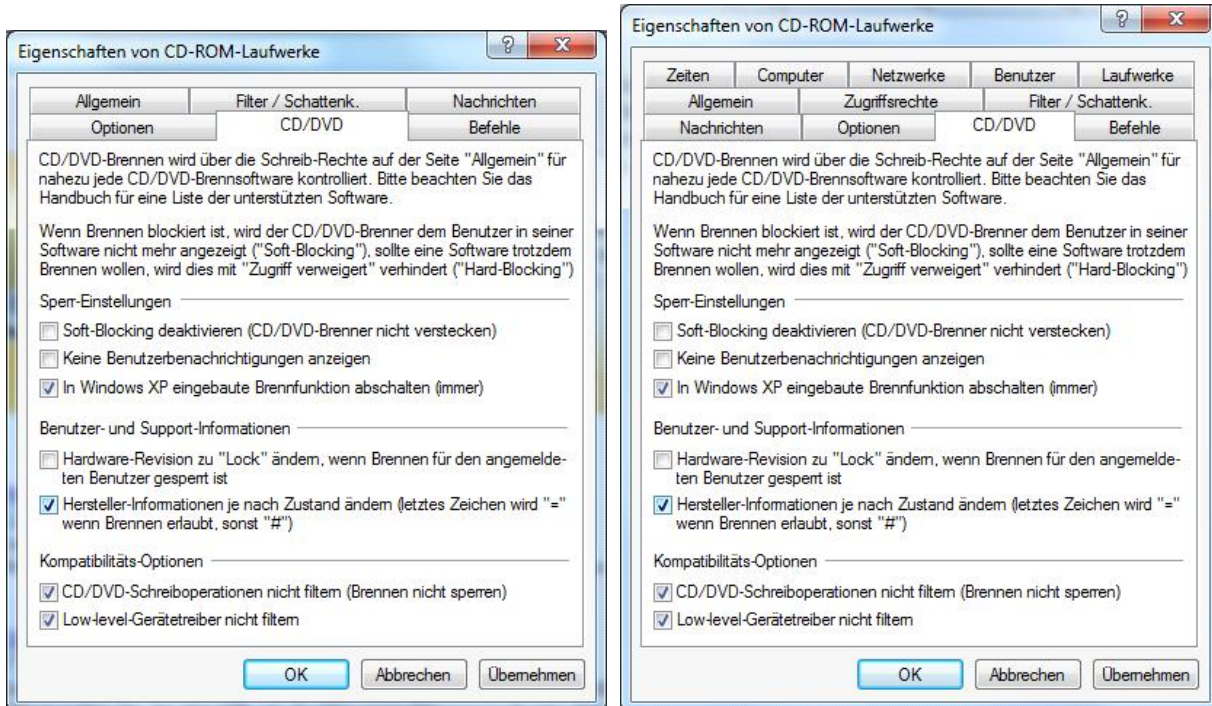 Eigenschaften von CD-ROM-Laufwerke
Allgemein
Filter / Schattenk.
Nachrichten
Optionen
CD/DVD
Befehle
CD/DVD-Brennen wird über die Schreib-Rechte auf der Seite "Allgemein" für
nahezu jede CD/DVD-Brennsoftware kontrolliert. Bitte beachten Sie das
Handbuch für eine Liste der unterstützten Software.
Wenn Brennen blockiert ist, wird der CD/DVD-Brenner dem Benutzer in seiner
Software nicht mehr angezeigt ("Soft-Blocking"), sollte eine Software trotzdem
Brennen wollen, wird dies mit "Zugriff verweigert" verhindert ("Hard-Blocking")
Sperr-Einstellungen
Soft-Blocking deaktivieren (CD/DVD-Brenner nicht verstecken)
Keine Benutzerbenachrichtigungen anzeigen
In Windows XP eingebaute Brennfunktion abschalten (immer)
Benutzer- und Support-Informationen
Hardware-Revision zu "Lock" ändern, wenn Brennen für den angemelde-
ten Benutzer gesperrt ist
Hersteller-Informationen je nach Zustand ändern (letztes Zeichen wird "="
wenn Brennen erlaubt, sonst "#")
Kompatibilitäts-Optionen
CD/DVD-Schreiboperationen nicht filtern (Brennen nicht sperren)
Low-level-Gerätetreiber nicht filtern
OK
Abbrechen
Übernehmen
Eigenschaften von CD-ROM-Laufwerke
Zeiten
Computer
Netzwerke
Benutzer
Laufwerke
Allgemein
Zugriffsrechte
Filter / Schattenk.
Nachrichten
Optionen
CD/DVD
Befehle
CD/DVD-Brennen wird über die Schreib-Rechte auf der Seite "Allgemein" für
nahezu jede CD/DVD-Brennsoftware kontrolliert. Bitte beachten Sie das
Handbuch für eine Liste der unterstützten Software.
Wenn Brennen blockiert ist, wird der CD/DVD-Brenner dem Benutzer in seiner
Software nicht mehr angezeigt ("Soft-Blocking"), sollte eine Software trotzdem
Brennen wollen, wird dies mit "Zugriff verweigert" verhindert ("Hard-Blocking")
Sperr-Einstellungen
Soft-Blocking deaktivieren (CD/DVD-Brenner nicht verstecken)
Keine Benutzerbenachrichtigungen anzeigen
In Windows XP eingebaute Brennfunktion abschalten (immer)
Benutzer- und Support-Informationen
Hardware-Revision zu "Lock" ändern, wenn Brennen für den angemelde-
ten Benutzer gesperrt ist
Hersteller-Informationen je nach Zustand ändern (letztes Zeichen wird "="
wenn Brennen erlaubt, sonst "#")
Kompatibilitäts-Optionen
CD/DVD-Schreiboperationen nicht filtern (Brennen nicht sperren)
Low-level-Gerätetreiber nicht filtern
OK
Abbrechen
Übernehmen